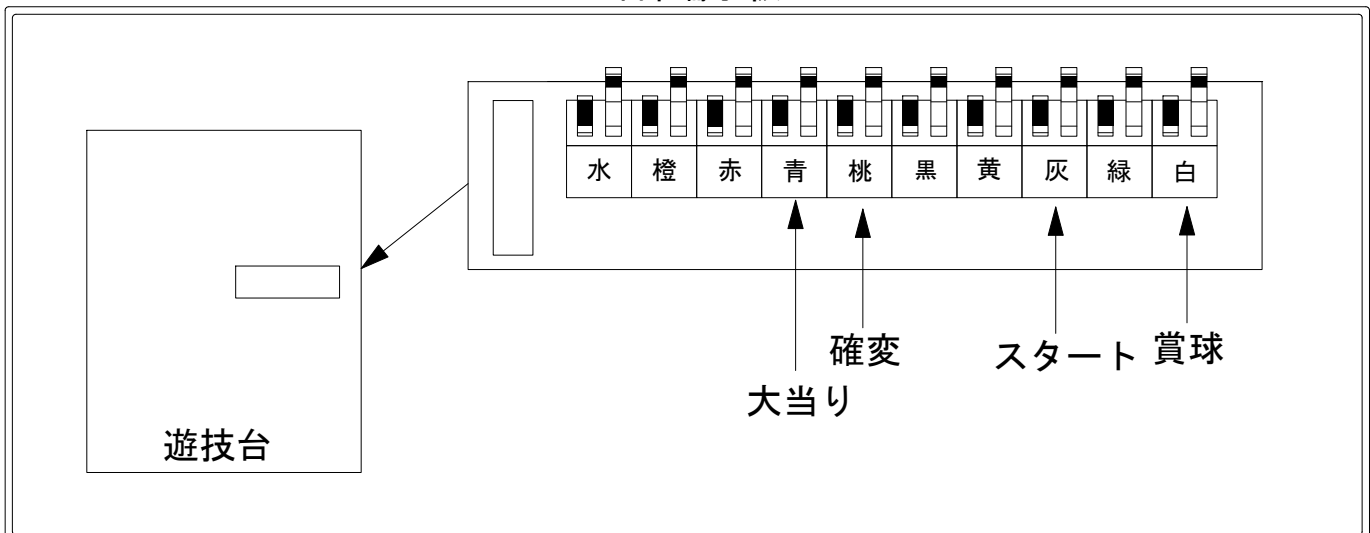 水 橙 赤 青 桃 黒 黄 灰 緑 白
確変
スタート
賞球
大当り
遊技台